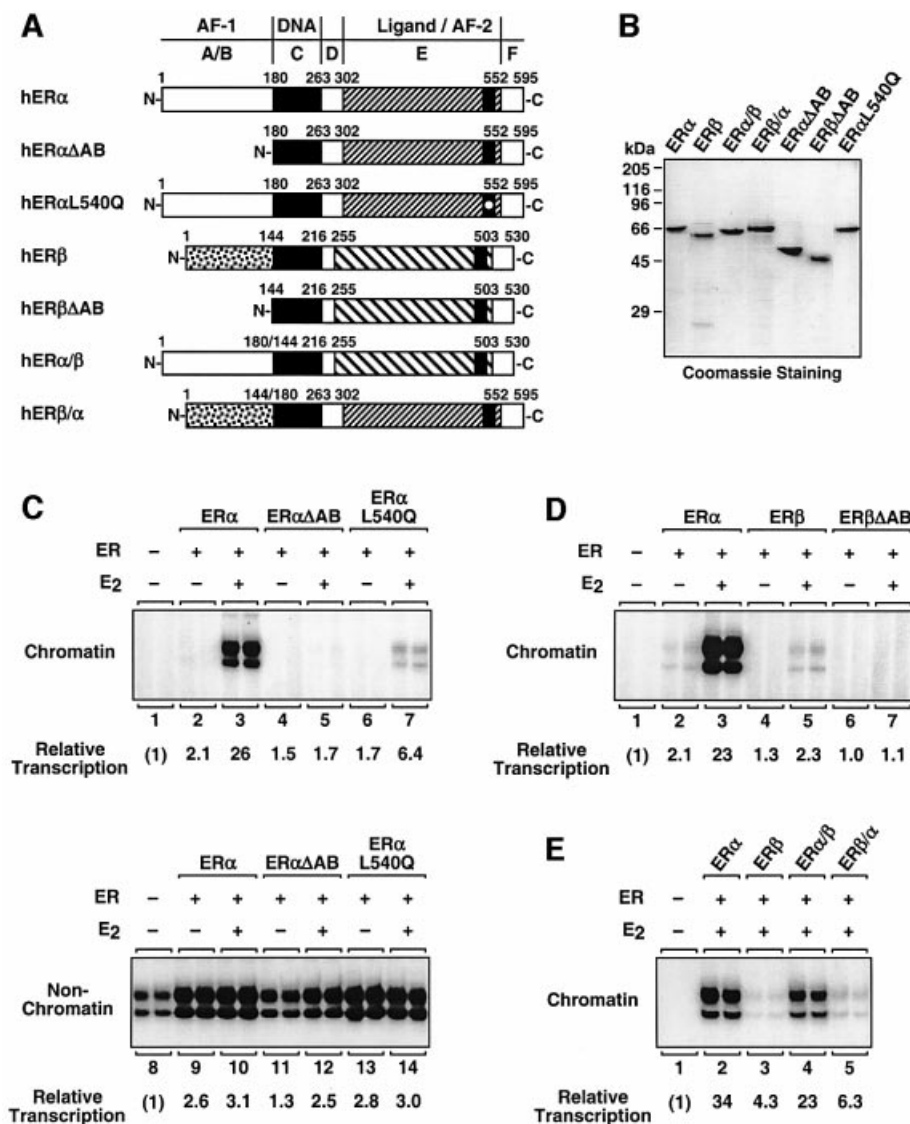 A
AF-1 DNA Ligand / AF-2
A/B C D E F
1 180 263 302 552 595
hERα N- -C
180 263 302 552 595
hERαΔAB N- -C
1 180 263 302 552 595
hERαL540Q N- -C
1 144 216 255 503 530
hERβ N- -C
144 216 255 503 530
hERβΔAB N- -C
1 180/144 216 255 503 530
hERα/β N- -C
1 144/180 263 302 552 595
hERβ/α N- -C
B
kDa ERα ERβ ERα/β ERβ/α ERαΔAB ERβΔAB ERαL540Q
205
116
96
66
45
29
Coomassie Staining
C
ERα ERαΔAB ERα L540Q
ER – + + + + + +
E2 – – + – + – +
Chromatin
1 2 3 4 5 6 7
Relative Transcription (1) 2.1 26 1.5 1.7 1.7 6.4
ERα ERαΔAB ERα L540Q
ER – + + + + + +
E2 – – + – + – +
Non-Chromatin
8 9 10 11 12 13 14
Relative Transcription (1) 2.6 3.1 1.3 2.5 2.8 3.0
D
ERα ERβ ERβΔAB
ER – + + + + + +
E2 – – + – + – +
Chromatin
1 2 3 4 5 6 7
Relative Transcription (1) 2.1 23 1.3 2.3 1.0 1.1
E
ERα ERβ ERα/β ERβ/α
ER – + + + +
E2 – + + + +
Chromatin
1 2 3 4 5
Relative Transcription (1) 34 4.3 23 6.3